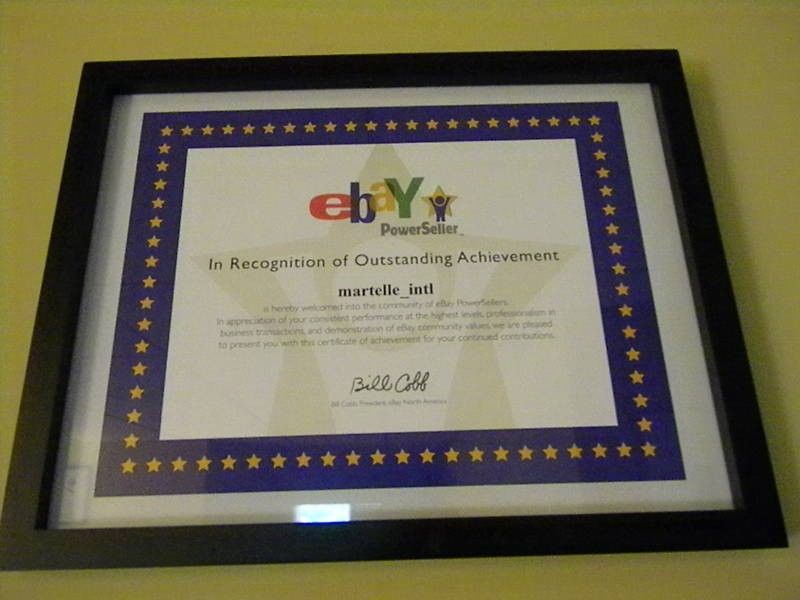 ebaY
PowerSeller™
In Recognition of Outstanding Achievement
martelle_intl
is hereby welcomed into the community of eBay PowerSellers.
In appreciation of your consistent performance at the highest levels, professionalism in
business transactions, and demonstration of eBay community values, we are pleased
to present you with this certificate of achievement for your continued contributions.
Bill Cobb
Bill Cobb, President, eBay North America